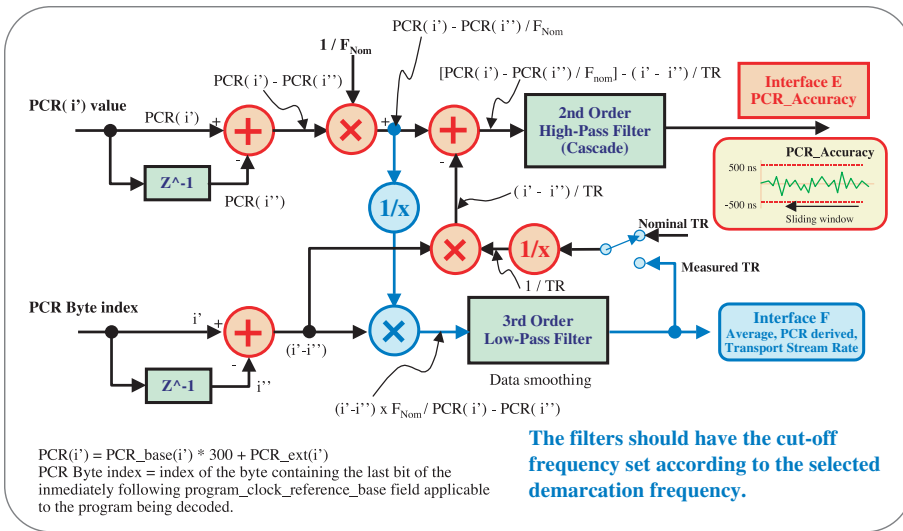 PCR( i') - PCR( i'') / F_Nom
1 / F_Nom
PCR( i') - PCR( i'')
[PCR( i') - PCR( i'') / F_nom] - ( i' - i'') / TR
Interface E
PCR_Accuracy
PCR( i') value
PCR( i')
+
+
×
+
+
-
-
2nd Order
High-Pass Filter
(Cascade)
Z^-1
PCR( i'')
PCR_Accuracy
500 ns
-500 ns
Sliding window
1/x
( i' - i'') / TR
Nominal TR
×
1/x
1 / TR
Measured TR
PCR Byte index
i'
+
+
-
(i'-i'')
×
3rd Order
Low-Pass Filter
Interface F
Average, PCR derived,
Transport Stream Rate
Z^-1
i''
Data smoothing
(i'-i'') x F_Nom / PCR( i') - PCR( i'')
PCR(i') = PCR_base(i') * 300 + PCR_ext(i')
PCR Byte index = index of the byte containing the last bit of the
inmediately following program_clock_reference_base field applicable
to the program being decoded.
The filters should have the cut-off
frequency set according to the selected
demarcation frequency.